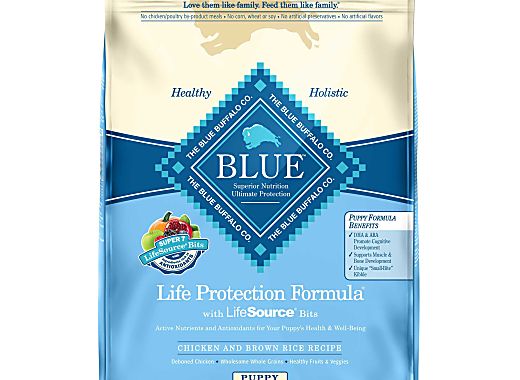 Love them like family. Feed them like family.®
No chicken/poultry by-product meals • No corn, wheat or soy • No artificial preservatives • No artificial flavors
Healthy
Holistic
THE BLUE BUFFALO CO.
THE BLUE BUFFALO CO.
BLUE™
Superior Nutrition
Ultimate Protection
THE BLUE BUFFALO CO.
THE BLUE BUFFALO CO.
SUPER 7
LifeSource® Bits
ANTIOXIDANTS
PUPPY FORMULA
BENEFITS
✓ DHA & ARA
Promote Cognitive
Development
✓ Supports Muscle &
Bone Development
✓ Unique "Small-Bite"
Kibble
Life Protection Formula®
with LifeSource® Bits
Active Nutrients and Antioxidants for Your Puppy's Health & Well-Being
CHICKEN AND BROWN RICE RECIPE
Deboned Chicken • Wholesome Whole Grains • Healthy Fruits & Veggies
PUPPY